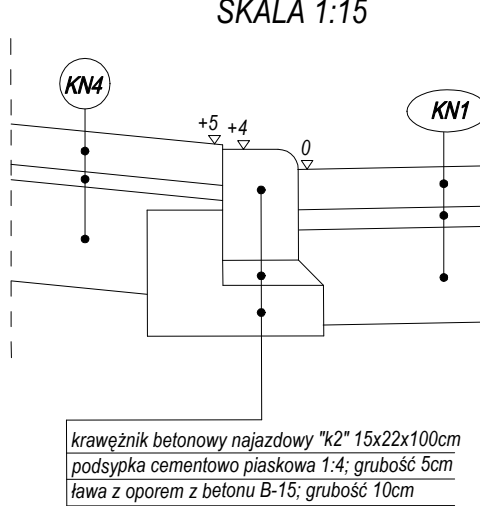 SKALA 1:15
KN4
KN1
+5 +4
0
krawężnik betonowy najazdowy "k2" 15x22x100cm
podsypka cementowo piaskowa 1:4; grubość 5cm
ława z oporem z betonu B-15; grubość 10cm